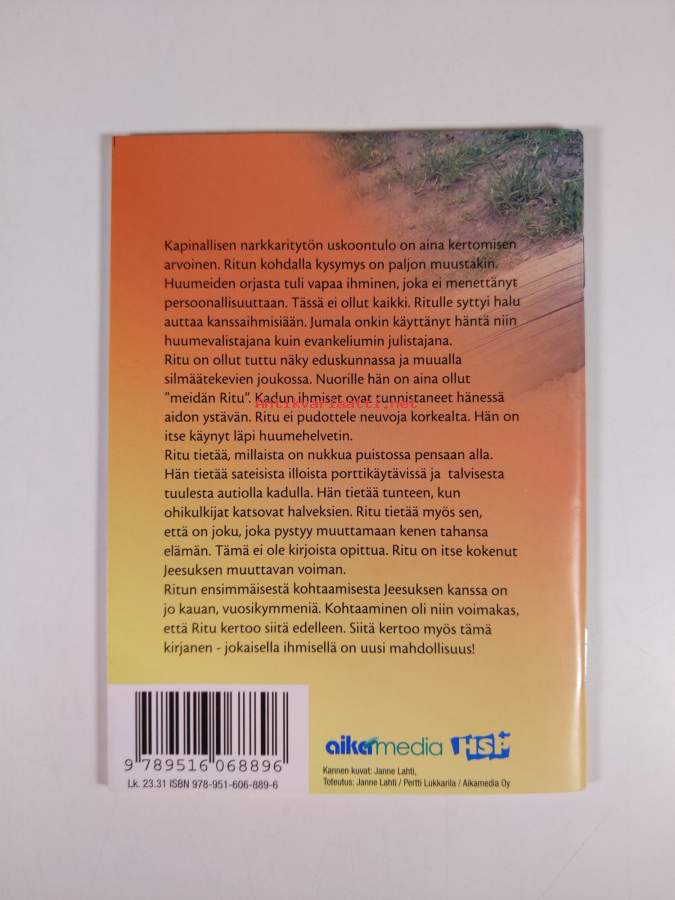 Kapinallisen narkkaritytön uskoontulo on aina kertomisen
arvoinen. Ritun kohdalla kysymys on paljon muustakin.
Huumeiden orjasta tuli vapaa ihminen, joka ei menettänyt
persoonallisuuttaan. Tässä ei ollut kaikki. Ritulle syttyi halu
auttaa kanssaihmisiään. Jumala onkin käyttänyt häntä niin
huumevalistajana kuin evankeliumin julistajana.
Ritu on ollut tuttu näky eduskunnassa ja muualla
silmäätekevien joukossa. Nuorille hän on aina ollut
"meidän Ritu". Kadun ihmiset ovat tunnistaneet hänessä
Antikvariaatti.net
aidon ystävän. Ritu ei pudottele neuvoja korkealta. Hän on
itse käynyt läpi huumehelvetin.
Ritu tietää, millaista on nukkua puistossa pensaan alla.
Hän tietää sateisista illoista porttikäytävissä ja talvisesta
tuulesta autiolla kadulla. Hän tietää tunteen, kun
ohikulkijat katsovat halveksien. Ritu tietää myös sen,
että on joku, joka pystyy muuttamaan kenen tahansa
elämän. Tämä ei ole kirjoista opittua. Ritu on itse kokenut
Jeesuksen muuttavan voiman.
Ritun ensimmäisestä kohtaamisesta Jeesuksen kanssa on
jo kauan, vuosikymmeniä. Kohtaaminen oli niin voimakas,
että Ritu kertoo siitä edelleen. Siitä kertoo myös tämä
kirjanen - jokaisella ihmisellä on uusi mahdollisuus!
9 789516 068896
Lk. 23.31 ISBN 978-951-606-889-6
aikamedia HSP
Kannen kuvat: Janne Lahti,
Toteutus: Janne Lahti / Pertti Lukkarila / Aikamedia Oy